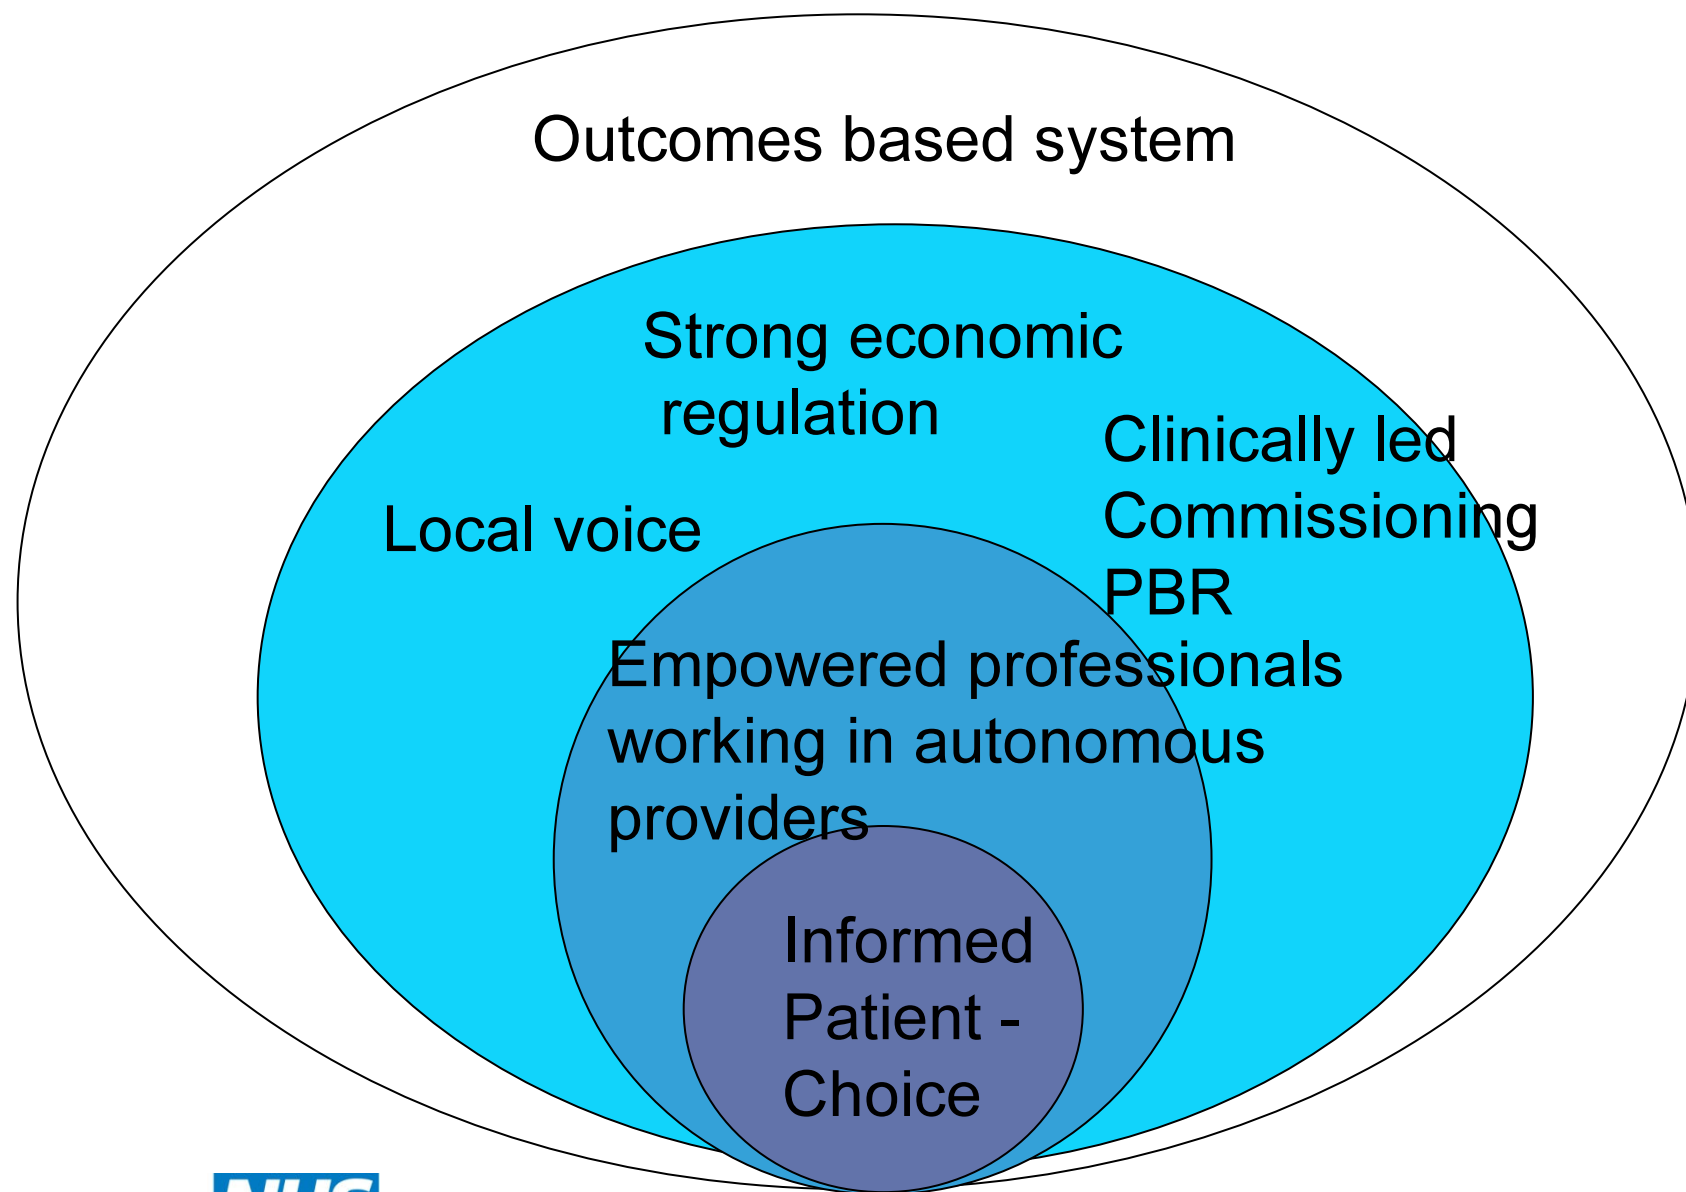 Outcomes based system
Strong economic
regulation
Clinically led
Commissioning
PBR
Local voice
Empowered professionals
working in autonomous
providers
Informed
Patient -
Choice
NHS